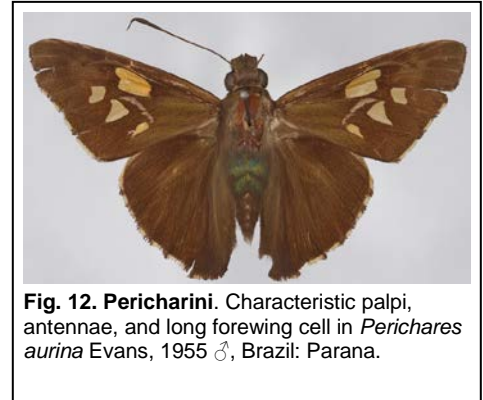 Fig. 12. Pericharini. Characteristic palpi,
antennae, and long forewing cell in Perichares
aurina Evans, 1955 ♂, Brazil: Parana.